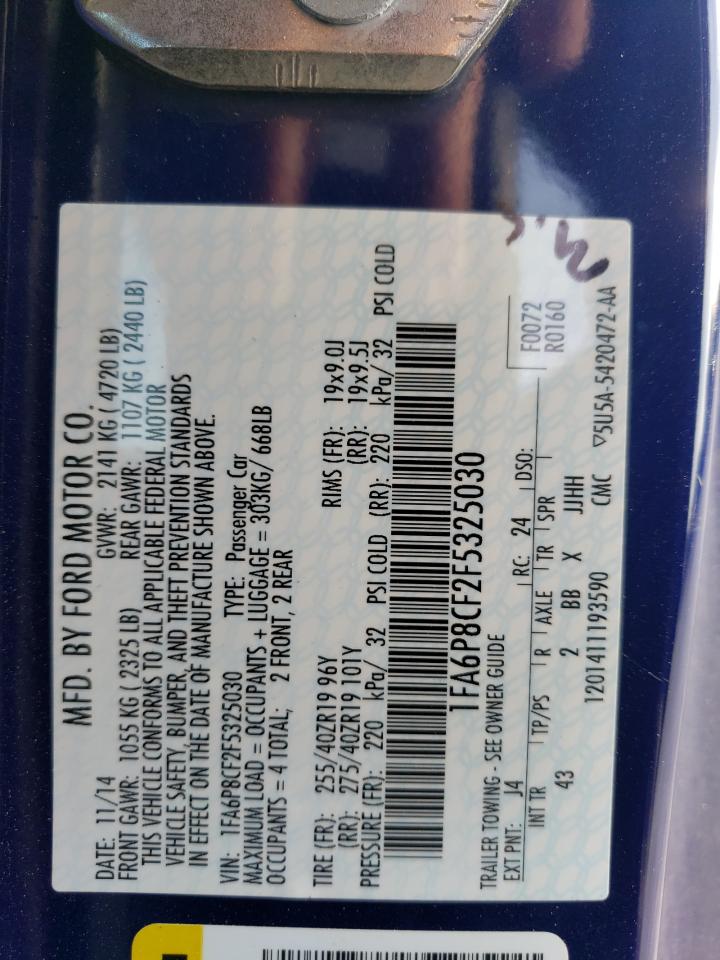 MFD. BY FORD MOTOR CO.
DATE: 11/14 GVWR: 2141 KG ( 4720 LB)
FRONT GAWR: 1055 KG ( 2325 LB) REAR GAWR: 1107 KG ( 2440 LB)
THIS VEHICLE CONFORMS TO ALL APPLICABLE FEDERAL MOTOR
VEHICLE SAFETY, BUMPER, AND THEFT PREVENTION STANDARDS
IN EFFECT ON THE DATE OF MANUFACTURE SHOWN ABOVE.
VIN: 1FA6P8CF2F5325030 TYPE: Passenger Car
MAXIMUM LOAD = OCCUPANTS + LUGGAGE = 303KG/ 668LB
OCCUPANTS = 4 TOTAL; 2 FRONT, 2 REAR
TIRE (FR): 255/40ZR19 96Y RIMS (FR): 19x9.0J
(RR): 275/40ZR19 101Y (RR): 19x9.5J
PRESSURE (FR): 220 kPa/ 32 PSI COLD (RR): 220 kPa/ 32 PSI COLD
1FA6P8CF2F5325030
TRAILER TOWING - SEE OWNER GUIDE
F0072
EXT PNT: J4 RC: 24 DSO: R0160
INT TR TP/PS R AXLE TR SPR
43 2 BB X JJHH
1201411193590 CMC ▽5U5A-5420472-AA